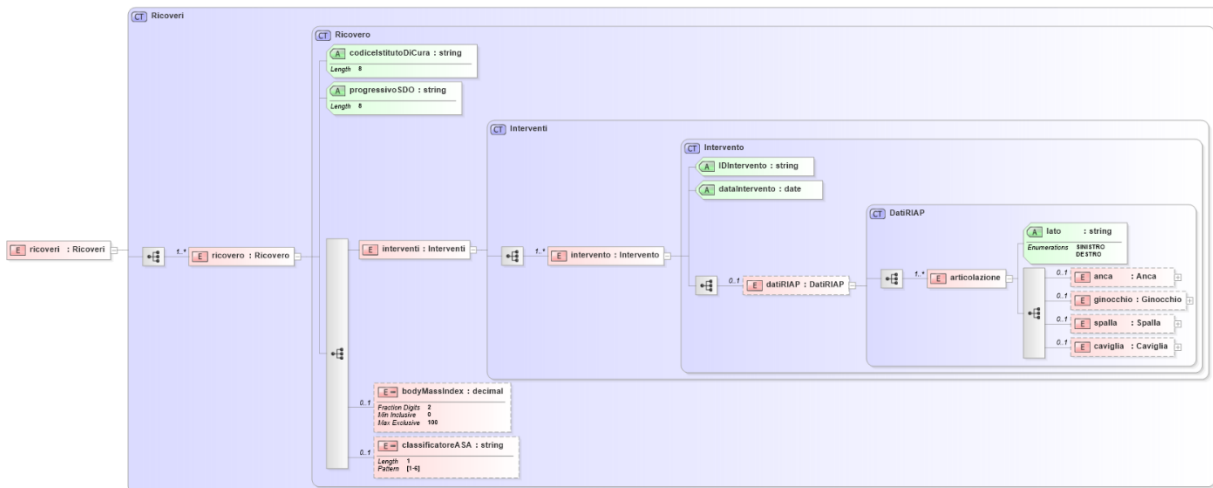 CT Ricoveri
CT Ricovero
A codiceIstitutoDiCura : string
Length 8
A progressivoSDO : string
Length 8
CT Interventi
CT Intervento
A IDIntervento : string
A dataIntervento : date
CT DatiRIAP
A lato : string
Enumerations SINISTRO
DESTRO
E ricoveri : Ricoveri
1..*
E ricovero : Ricovero
E interventi : Interventi
1..*
E intervento : Intervento
0..1
E datiRIAP : DatiRIAP
1..*
E articolazione
0..1
E anca : Anca
0..1
E ginocchio : Ginocchio
0..1
E spalla : Spalla
0..1
E caviglia : Caviglia
0..1
E bodyMassIndex : decimal
Fraction Digits 2
Min Inclusive 0
Max Exclusive 100
0..1
E classificatoreASA : string
Length 1
Pattern [1-6]